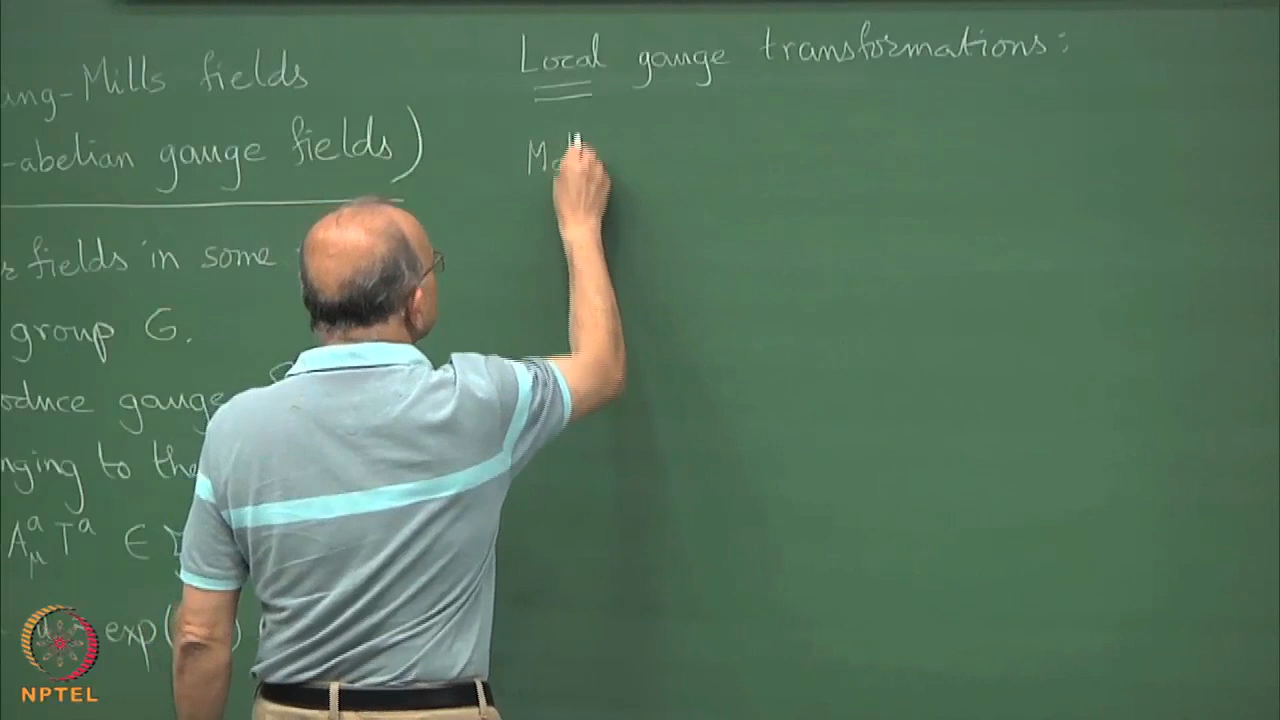 ang-Mills fields
-abelian gauge fields)
fields in some
group G.
oduce gauge
nging to the
A^a_μ T^a ∈
exp( )
Local gauge transformations:
Ma
NPTEL